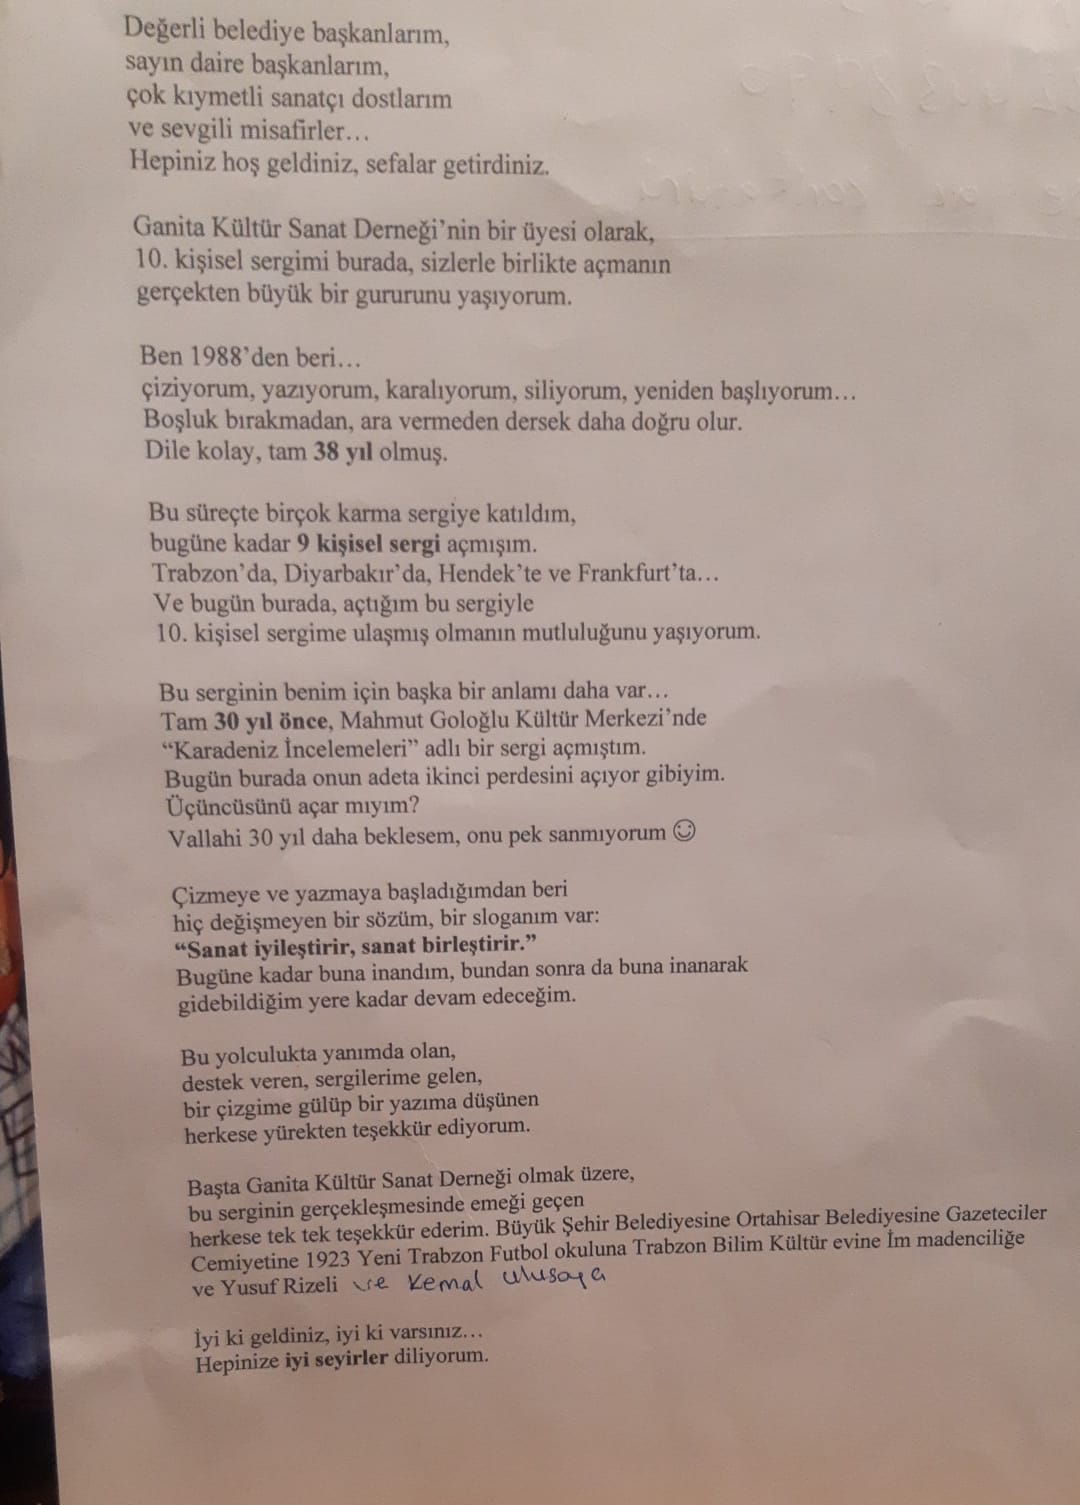 Değerli belediye başkanlarım,
sayın daire başkanlarım,
çok kıymetli sanatçı dostlarım
ve sevgili misafirler…
Hepiniz hoş geldiniz, sefalar getirdiniz.
Ganita Kültür Sanat Derneği’nin bir üyesi olarak,
10. kişisel sergimi burada, sizlerle birlikte açmanın
gerçekten büyük bir gururunu yaşıyorum.
Ben 1988’den beri…
çiziyorum, yazıyorum, karalıyorum, siliyorum, yeniden başlıyorum…
Boşluk bırakmadan, ara vermeden dersek daha doğru olur.
Dile kolay, tam 38 yıl olmuş.
Bu süreçte birçok karma sergiye katıldım,
bugüne kadar 9 kişisel sergi açmışım.
Trabzon’da, Diyarbakır’da, Hendek’te ve Frankfurt’ta…
Ve bugün burada, açtığım bu sergiyle
10. kişisel sergime ulaşmış olmanın mutluluğunu yaşıyorum.
Bu serginin benim için başka bir anlamı daha var…
Tam 30 yıl önce, Mahmut Goloğlu Kültür Merkezi’nde
“Karadeniz İncelemeleri” adlı bir sergi açmıştım.
Bugün burada onun adeta ikinci perdesini açıyor gibiyim.
Üçüncüsünü açar mıyım?
Vallahi 30 yıl daha beklesem, onu pek sanmıyorum ☺
Çizmeye ve yazmaya başladığımdan beri
hiç değişmeyen bir sözüm, bir sloganım var:
“Sanat iyileştirir, sanat birleştirir.”
Bugüne kadar buna inandım, bundan sonra da buna inanarak
gidebildiğim yere kadar devam edeceğim.
Bu yolculukta yanımda olan,
destek veren, sergilerime gelen,
bir çizgime gülüp bir yazıma düşünen
herkese yürekten teşekkür ediyorum.
Başta Ganita Kültür Sanat Derneği olmak üzere,
bu serginin gerçekleşmesinde emeği geçen
herkese tek tek teşekkür ederim. Büyük Şehir Belediyesine Ortahisar Belediyesine Gazeteciler
Cemiyetine 1923 Yeni Trabzon Futbol okuluna Trabzon Bilim Kültür evine İm madenciliğe
ve Yusuf Rizeli ve Kemal Ulusoya
İyi ki geldiniz, iyi ki varsınız…
Hepinize iyi seyirler diliyorum.